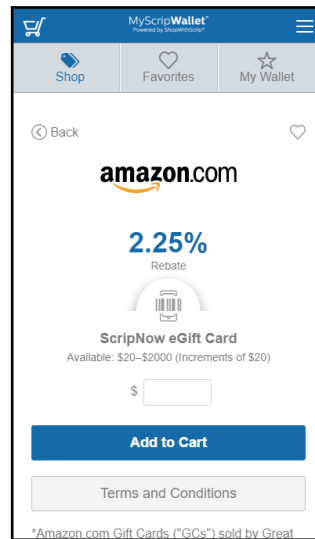 MyScripWallet™
Powered by ShopWithScrip®
Shop
Favorites
My Wallet
Back
amazon.com
2.25%
Rebate
ScripNow eGift Card
Available: $20–$2000 (Increments of $20)
$
Add to Cart
Terms and Conditions
*Amazon.com Gift Cards ("GCs") sold by Great